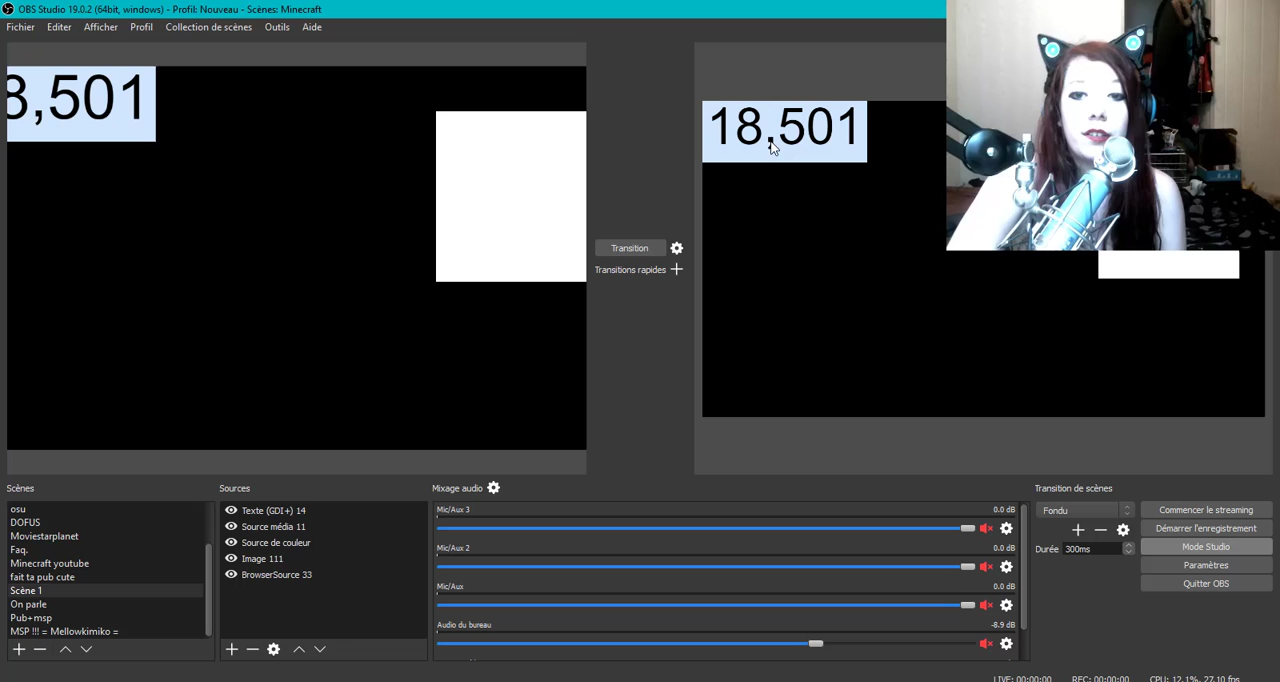 OBS Studio 19.0.2 (64bit, windows) - Profil: Nouveau - Scènes: Minecraft
Fichier Editer Afficher Profil Collection de scènes Outils Aide
8,501
18,501
Transition
Transitions rapides
Scènes
osu
DOFUS
Moviestarplanet
Faq.
Minecraft youtube
fait ta pub cute
Scène 1
On parle
Pub+msp
MSP !!! = Mellowkimiko =
Sources
Texte (GDI+) 14
Source média 11
Source de couleur
Image 111
BrowserSource 33
Mixage audio
Mic/Aux 3 0.0 dB
Mic/Aux 2 0.0 dB
Mic/Aux 0.0 dB
Audio du bureau -8.9 dB
Transition de scènes
Fondu
Durée 300ms
Commencer le streaming
Démarrer l'enregistrement
Mode Studio
Paramètres
Quitter OBS
LIVE: 00:00:00 REC: 00:00:00 CPU: 12.1%, 27.10 fps